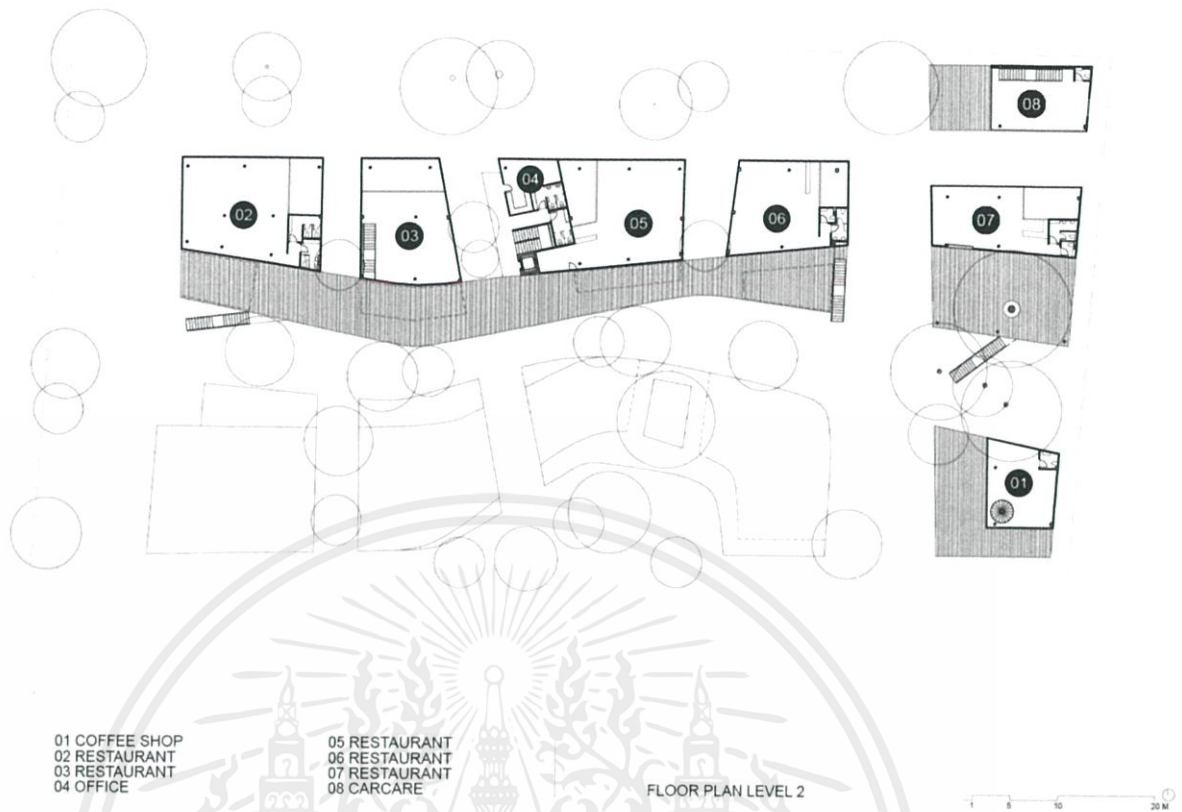 08
02
03
04
05
06
07
01
01 COFFEE SHOP
02 RESTAURANT
03 RESTAURANT
04 OFFICE
05 RESTAURANT
06 RESTAURANT
07 RESTAURANT
08 CARCARE
FLOOR PLAN LEVEL 2
1 5 10 20 M